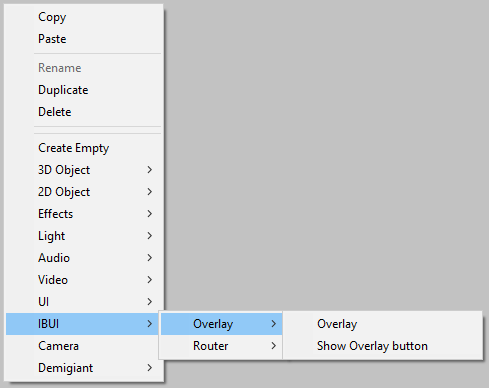 Copy
Paste
Rename
Duplicate
Delete
Create Empty
3D Object
2D Object
Effects
Light
Audio
Video
UI
IBUI
Camera
Demigiant
Overlay
Router
Overlay
Show Overlay button